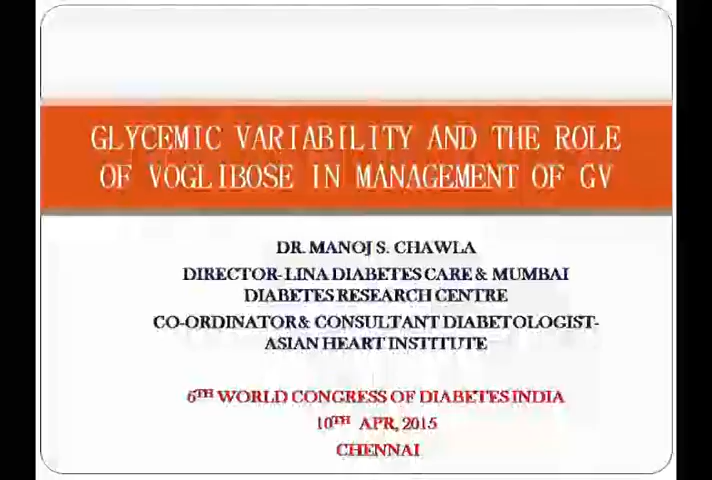 GLYCEMIC VARIABILITY AND THE ROLE
OF VOGLIBOSE IN MANAGEMENT OF GV
DR. MANOJ S. CHAWLA
DIRECTOR-LINA DIABETES CARE & MUMBAI
DIABETES RESEARCH CENTRE
CO-ORDINATOR & CONSULTANT DIABETOLOGIST-
ASIAN HEART INSTITUTE
6TH WORLD CONGRESS OF DIABETES INDIA
10TH APR, 2015
CHENNAI